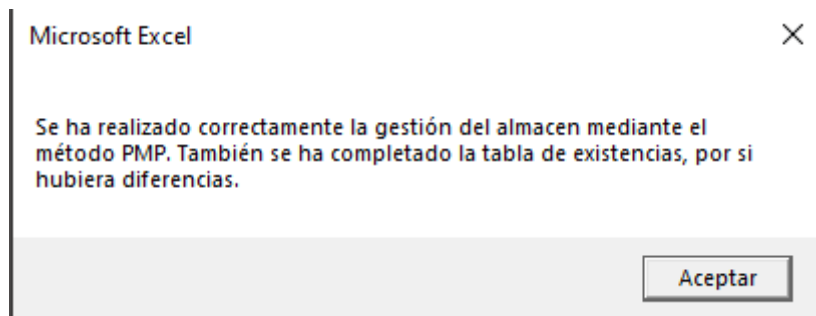 Microsoft Excel
Se ha realizado correctamente la gestión del almacen mediante el
método PMP. También se ha completado la tabla de existencias, por si
hubiera diferencias.
Aceptar